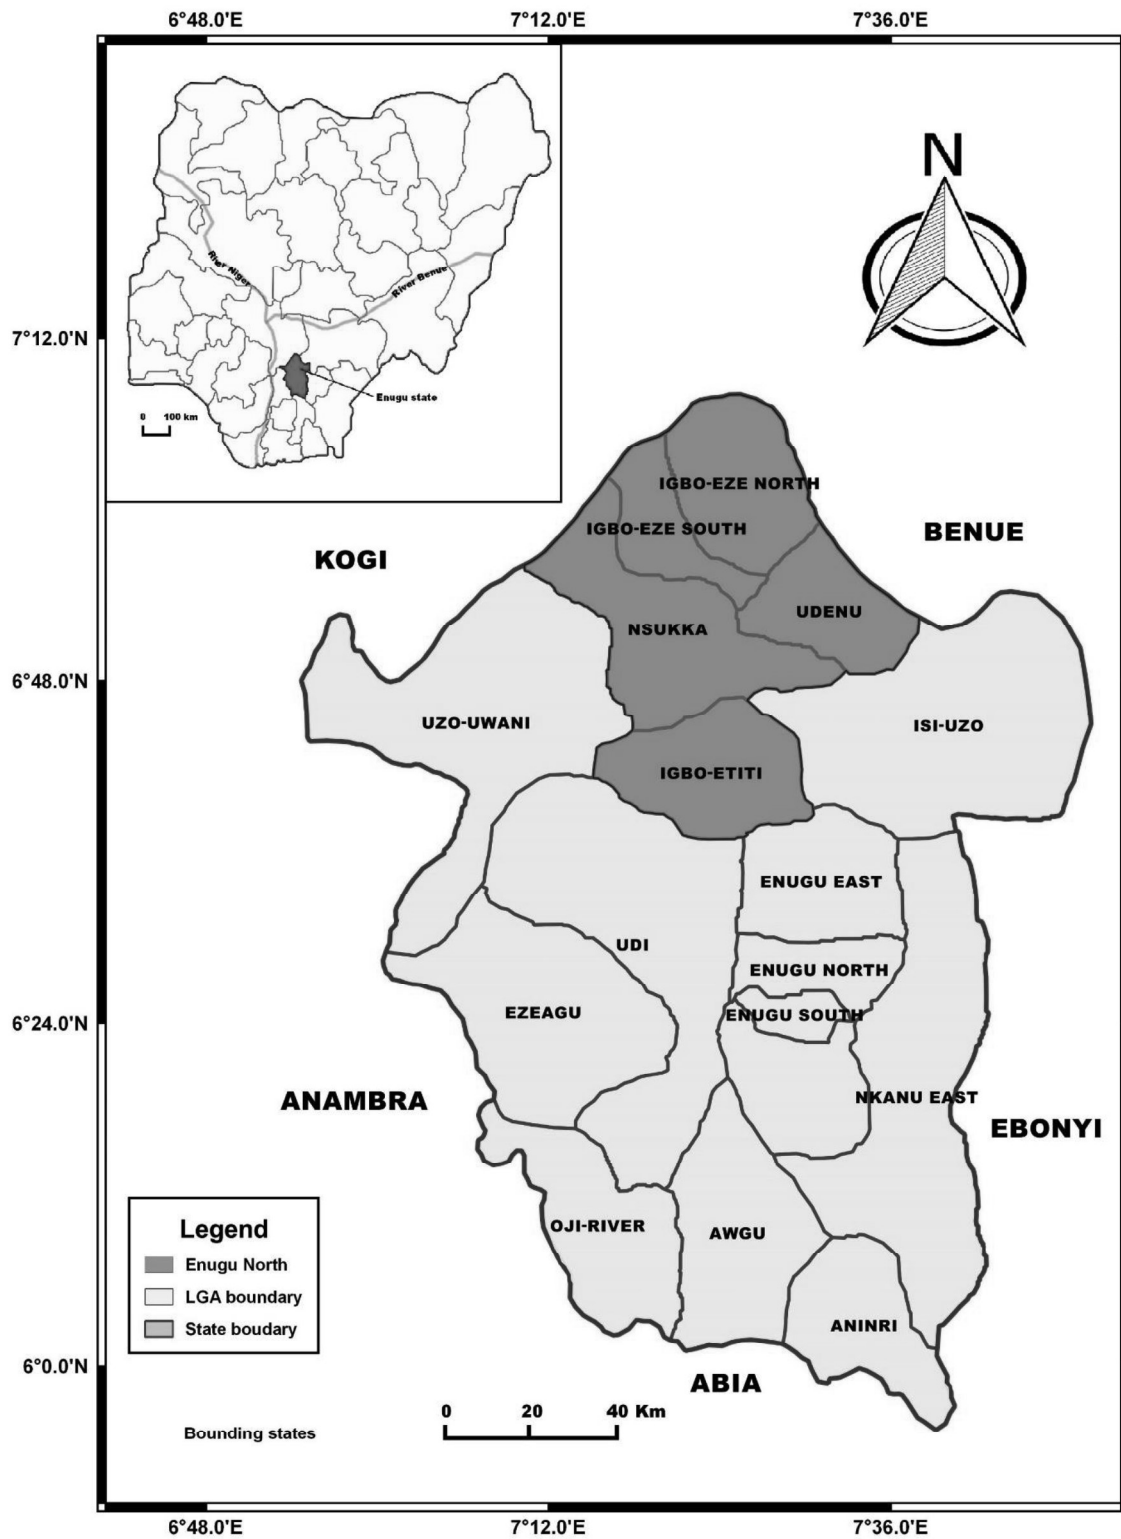 6°48.0'E
7°12.0'E
7°36.0'E
N
River Niger
River Benue
7°12.0'N
Enugu state
0 100 km
IGBO-EZE NORTH
IGBO-EZE SOUTH
BENUE
KOGI
UDENU
NSUKKA
6°48.0'N
UZO-UWANI
ISI-UZO
IGBO-ETITI
ENUGU EAST
UDI
ENUGU NORTH
EZEAGU
ENUGU SOUTH
6°24.0'N
ANAMBRA
NKANU EAST
EBONYI
Legend
Enugu North
LGA boundary
State boudary
OJI-RIVER
AWGU
ANINRI
6°0.0'N
ABIA
0 20 40 Km
Bounding states
6°48.0'E
7°12.0'E
7°36.0'E